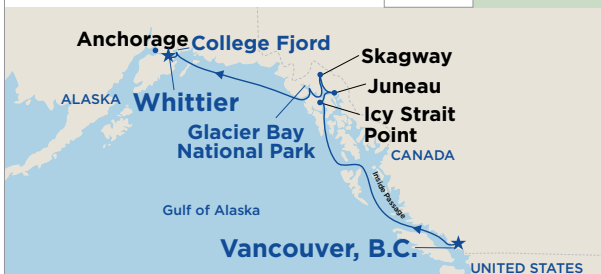 Anchorage
College Fjord
Skagway
Juneau
ALASKA
Whittier
Icy Strait
Point
Glacier Bay
National Park
CANADA
Inside Passage
Gulf of Alaska
Vancouver, B.C.
UNITED STATES